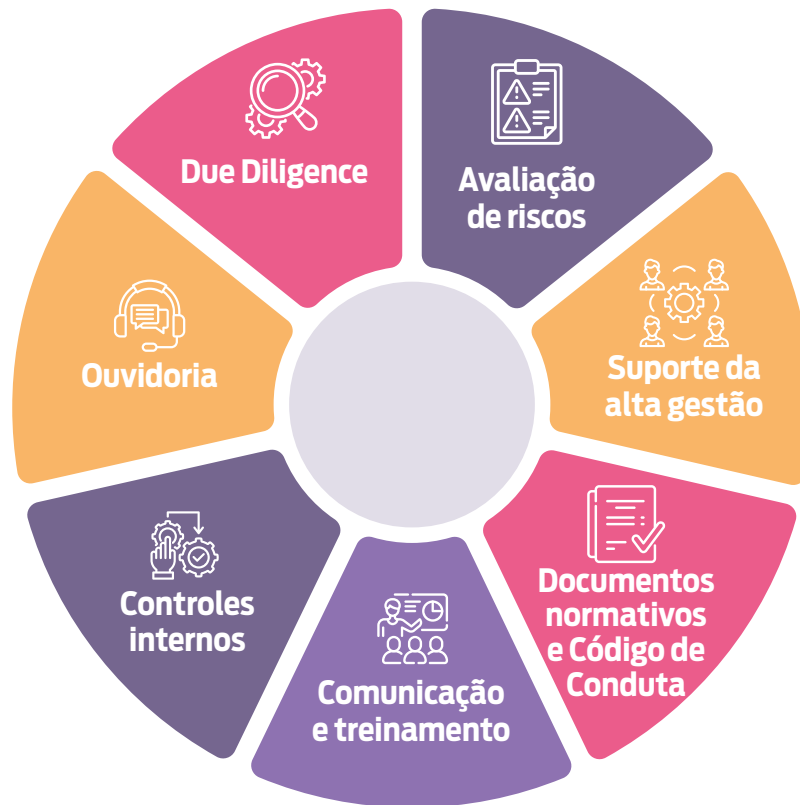 Due Diligence
Avaliação
de riscos
Suporte da
alta gestão
Documentos
normativos
e Código de
Conduta
Comunicação
e treinamento
Controles
internos
Ouvidoria